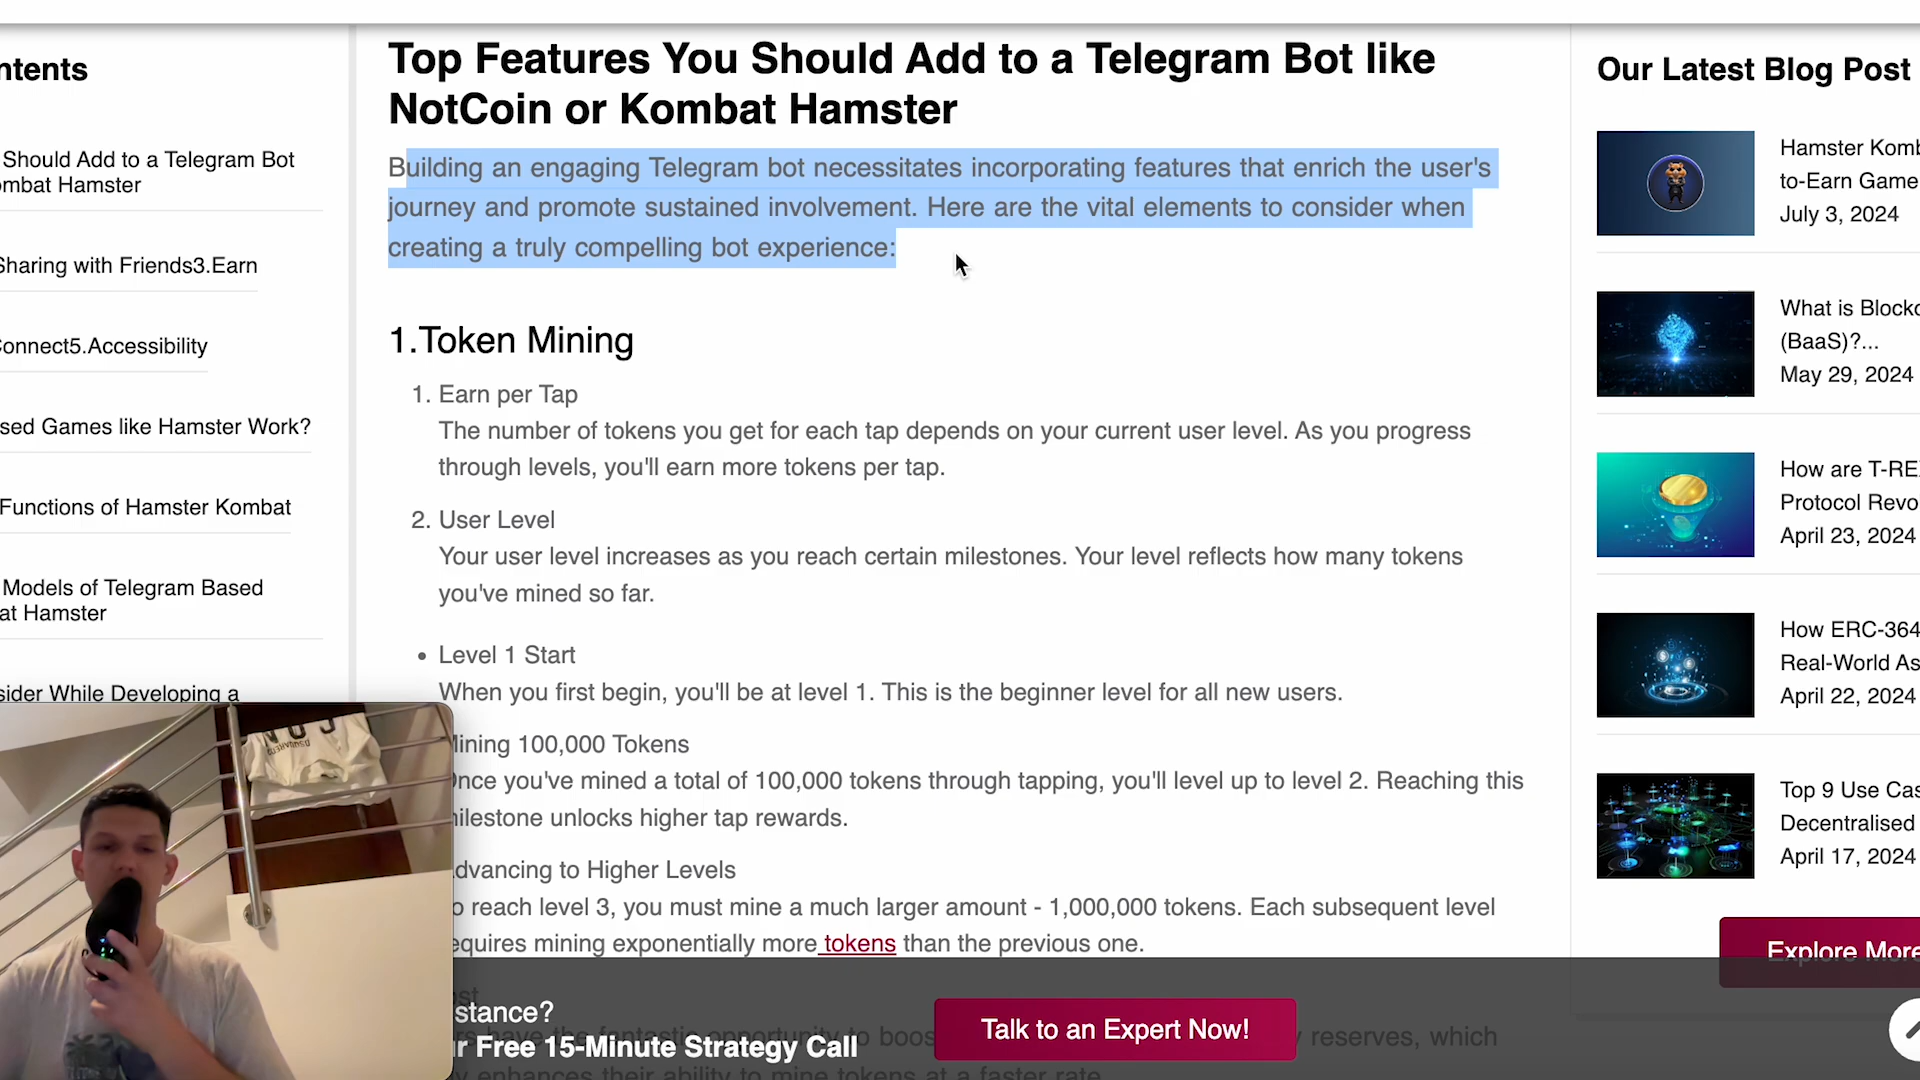 ntents
Should Add to a Telegram Bot
ombat Hamster
Sharing with Friends3.Earn
Connect5.Accessibility
sed Games like Hamster Work?
Functions of Hamster Kombat
Models of Telegram Based
at Hamster
sider While Developing a
Top Features You Should Add to a Telegram Bot like
NotCoin or Kombat Hamster
Building an engaging Telegram bot necessitates incorporating features that enrich the user's
journey and promote sustained involvement. Here are the vital elements to consider when
creating a truly compelling bot experience:
1.Token Mining
1. Earn per Tap
The number of tokens you get for each tap depends on your current user level. As you progress
through levels, you'll earn more tokens per tap.
2. User Level
Your user level increases as you reach certain milestones. Your level reflects how many tokens
you've mined so far.
• Level 1 Start
When you first begin, you'll be at level 1. This is the beginner level for all new users.
Mining 100,000 Tokens
Once you've mined a total of 100,000 tokens through tapping, you'll level up to level 2. Reaching this
milestone unlocks higher tap rewards.
Advancing to Higher Levels
To reach level 3, you must mine a much larger amount - 1,000,000 tokens. Each subsequent level
requires mining exponentially more tokens than the previous one.
have the fantastic opportunity to boos
reserves, which
enhances their ability to mine tokens at a faster rate
stance?
r Free 15-Minute Strategy Call
Talk to an Expert Now!
Our Latest Blog Post
Hamster Komb
to-Earn Game
July 3, 2024
What is Blockc
(BaaS)?...
May 29, 2024
How are T-REX
Protocol Revo
April 23, 2024
How ERC-364
Real-World As
April 22, 2024
Top 9 Use Cas
Decentralised
April 17, 2024
Explore More